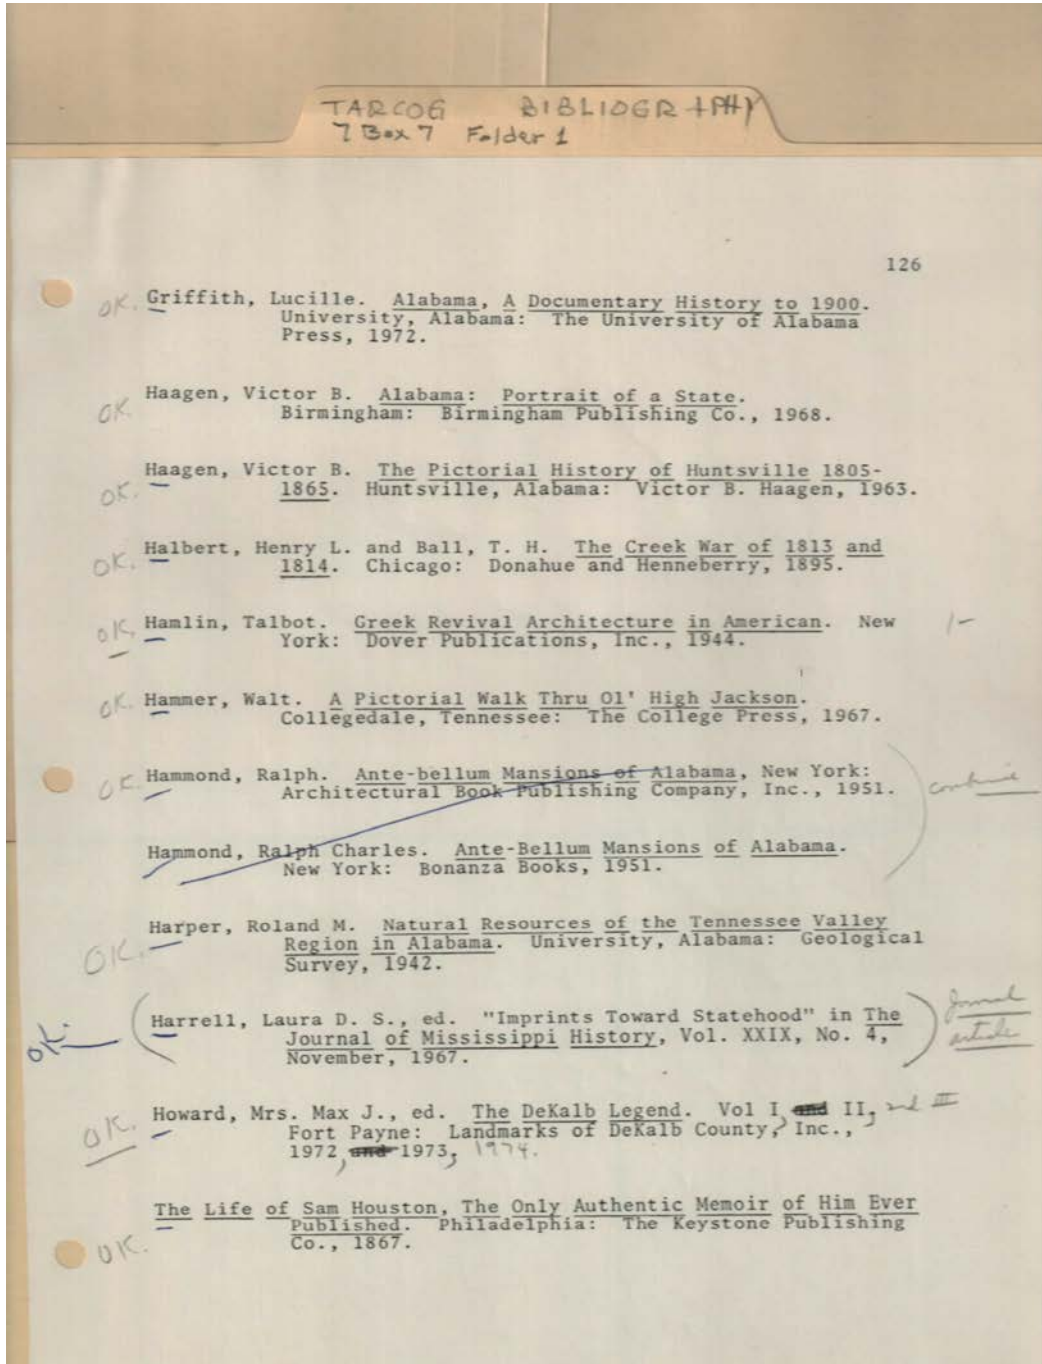 TARCOG BIBLIOGRAPHY
7 Box 7 Folder 1
126
OK. Griffith, Lucille. Alabama, A Documentary History to 1900.
University, Alabama: The University of Alabama
Press, 1972.
OK. Haagen, Victor B. Alabama: Portrait of a State.
Birmingham: Birmingham Publishing Co., 1968.
Haagen, Victor B. The Pictorial History of Huntsville 1805-
OK. 1865. Huntsville, Alabama: Victor B. Haagen, 1963.
OK. Halbert, Henry L. and Ball, T. H. The Creek War of 1813 and
1814. Chicago: Donahue and Henneberry, 1895.
OK. Hamlin, Talbot. Greek Revival Architecture in American. New 1-
York: Dover Publications, Inc., 1944.
OK. Hammer, Walt. A Pictorial Walk Thru Ol' High Jackson.
Collegedale, Tennessee: The College Press, 1967.
OK. Hammond, Ralph. Ante-bellum Mansions of Alabama, New York: combine
Architectural Book Publishing Company, Inc., 1951.
Hammond, Ralph Charles. Ante-Bellum Mansions of Alabama.
New York: Bonanza Books, 1951.
Harper, Roland M. Natural Resources of the Tennessee Valley
OK. Region in Alabama. University, Alabama: Geological
Survey, 1942.
Harrell, Laura D. S., ed. "Imprints Toward Statehood" in The Journal
OK. Journal of Mississippi History, Vol. XXIX, No. 4, article
November, 1967.
OK. Howard, Mrs. Max J., ed. The DeKalb Legend. Vol I, and II, and III
Fort Payne: Landmarks of DeKalb County, Inc.,
1972, and 1973, 1974.
The Life of Sam Houston, The Only Authentic Memoir of Him Ever
Published. Philadelphia: The Keystone Publishing
OK. Co., 1867.